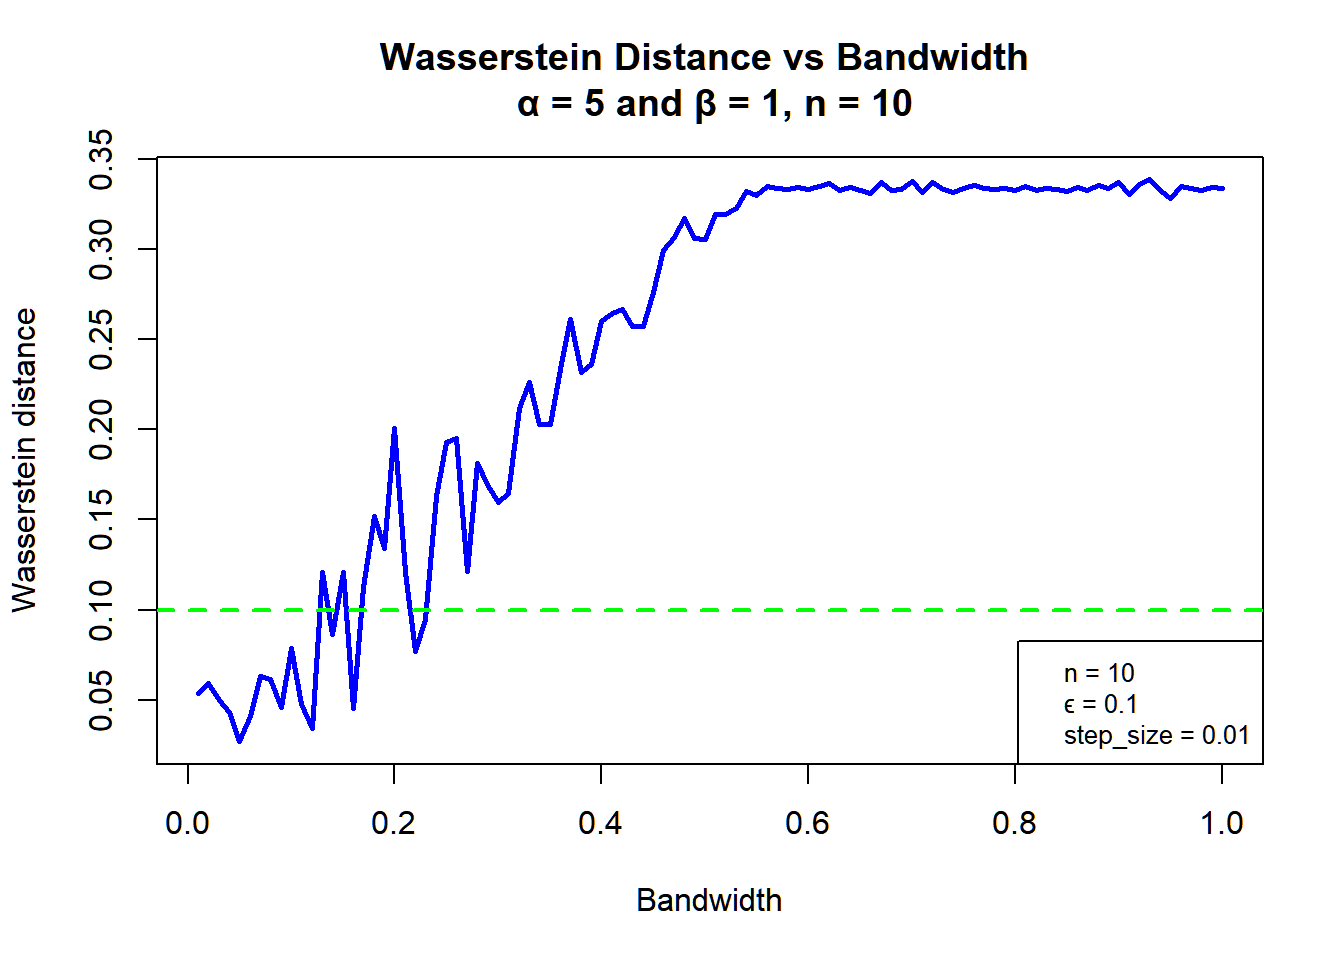 Wasserstein Distance vs Bandwidth
α = 5 and β = 1, n = 10
Wasserstein distance
0.35
0.30
0.25
0.20
0.15
0.10
0.05
n = 10
ϵ = 0.1
step_size = 0.01
0.0 0.2 0.4 0.6 0.8 1.0
Bandwidth